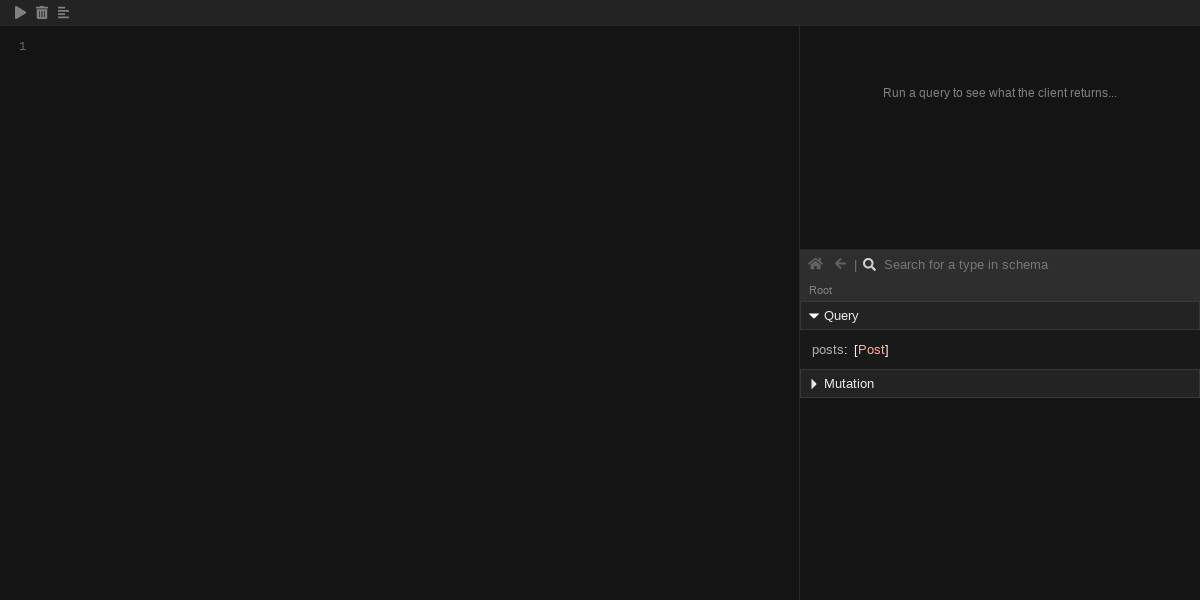 1
Run a query to see what the client returns...
| Search for a type in schema
Root
Query
posts: [Post]
Mutation